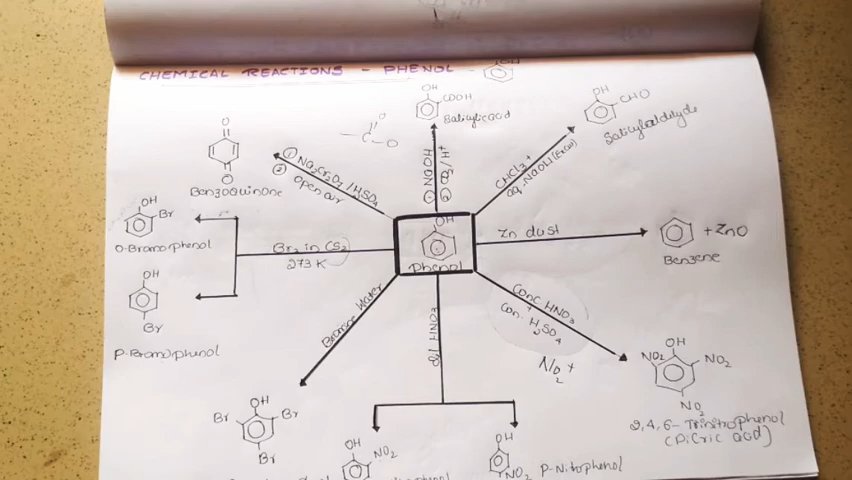 CHEMICAL REACTIONS - PHENOL - OH
OH
COOH
Salicylic acid
① NaOH
② CO2/H+
OH
CHO
Salicylaldehyde
CHCl3 +
aq. NaOH (Excess)
O
C
O
O
O
Benzoquinone
① Na2Cr2O7/H2SO4
② open air
OH
Br
O-Bromophenol
Br2 in CS2
273 K
OH
Phenol
Zn dust
+ ZnO
Benzene
OH
Br
P-Bromophenol
Bromine water
dil HNO3
Conc HNO3
+
Con. H2SO4
NO2+
OH
NO2
NO2
NO2
2,4,6-Trinitrophenol
(Picric acid)
OH
Br
Br
Br
OH
NO2
OH
NO2
P-Nitophenol